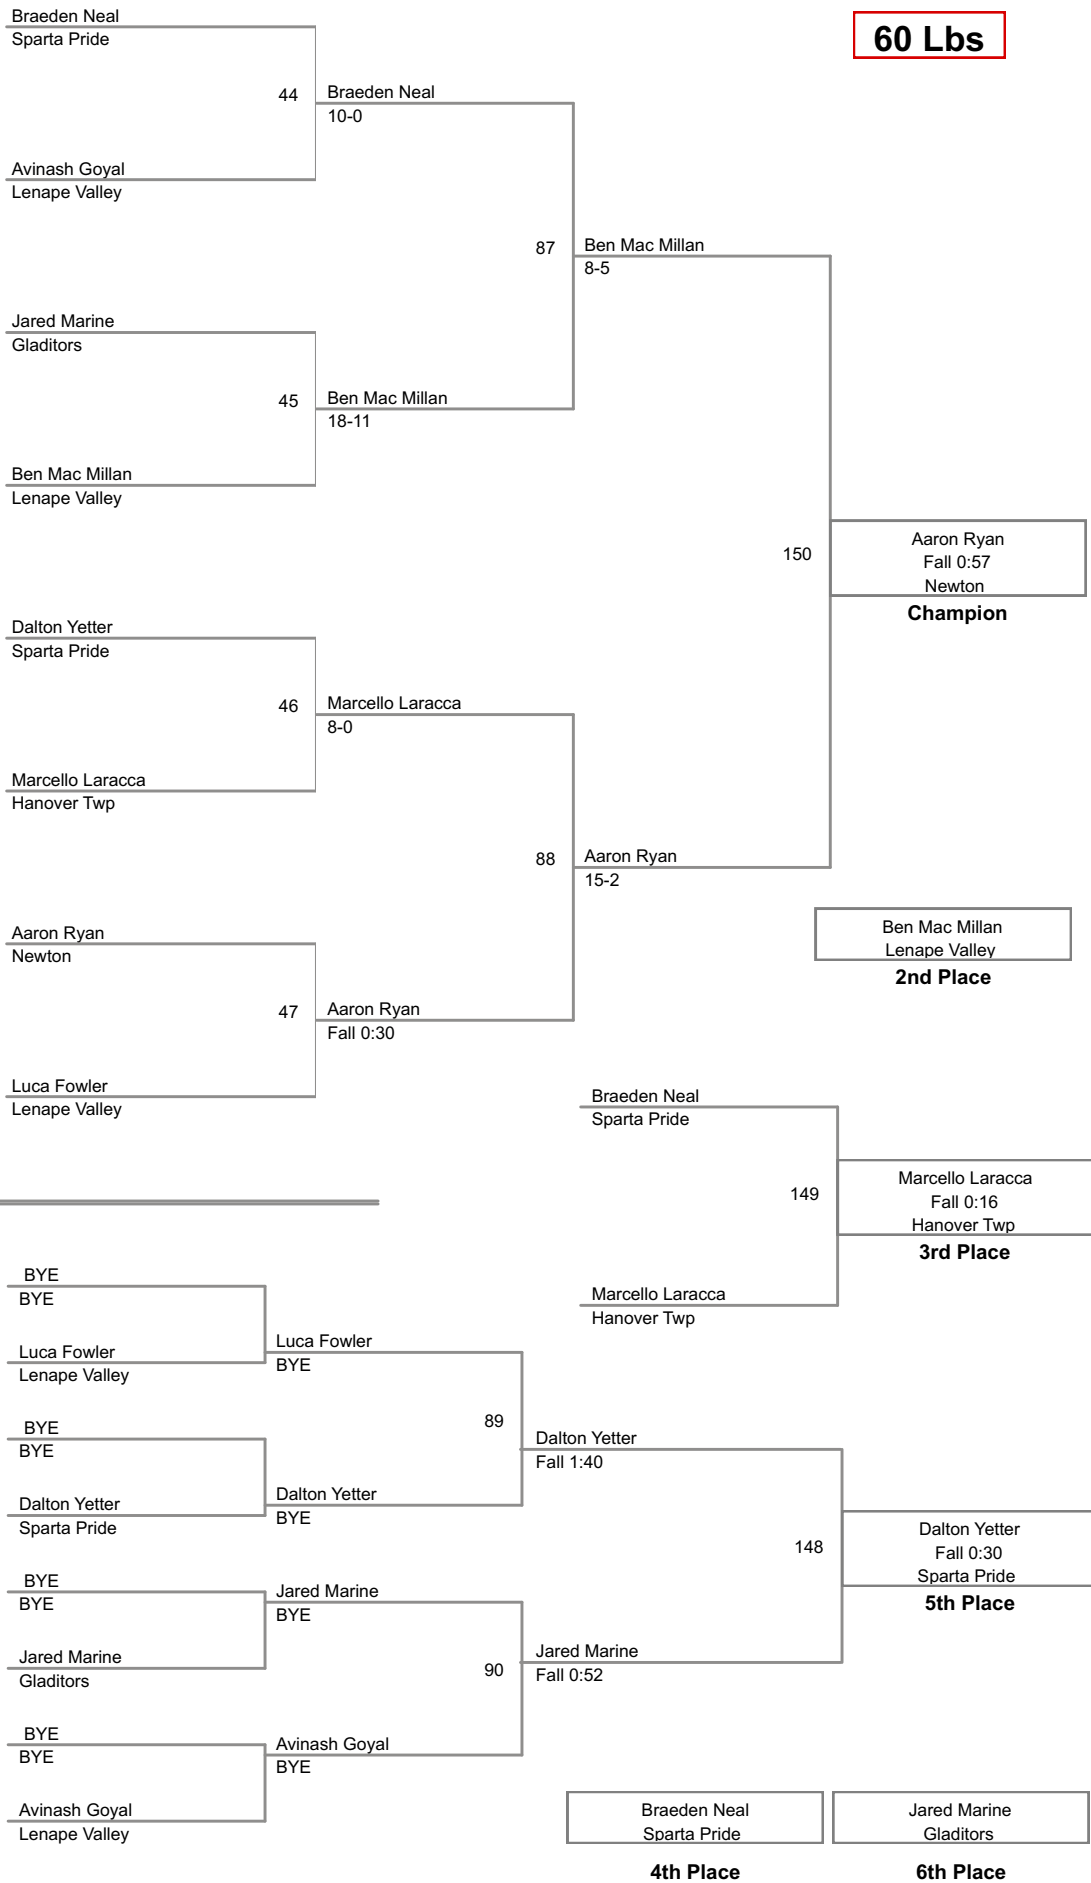 60 Lbs
Braeden Neal
Sparta Pride
44
Braeden Neal
10-0
Avinash Goyal
Lenape Valley
87
Ben Mac Millan
8-5
Jared Marine
Gladitors
45
Ben Mac Millan
18-11
Ben Mac Millan
Lenape Valley
150
Aaron Ryan
Fall 0:57
Newton
Champion
Dalton Yetter
Sparta Pride
46
Marcello Laracca
8-0
Marcello Laracca
Hanover Twp
88
Aaron Ryan
15-2
Aaron Ryan
Newton
47
Aaron Ryan
Fall 0:30
Luca Fowler
Lenape Valley
Ben Mac Millan
Lenape Valley
2nd Place
Braeden Neal
Sparta Pride
149
Marcello Laracca
Fall 0:16
Hanover Twp
3rd Place
Marcello Laracca
Hanover Twp
BYE
BYE
Luca Fowler
BYE
Luca Fowler
Lenape Valley
89
Dalton Yetter
Fall 1:40
BYE
BYE
Dalton Yetter
BYE
Dalton Yetter
Sparta Pride
148
Dalton Yetter
Fall 0:30
Sparta Pride
5th Place
BYE
BYE
Jared Marine
BYE
Jared Marine
Gladitors
90
Jared Marine
Fall 0:52
BYE
BYE
Avinash Goyal
BYE
Avinash Goyal
Lenape Valley
Braeden Neal
Sparta Pride
4th Place
Jared Marine
Gladitors
6th Place